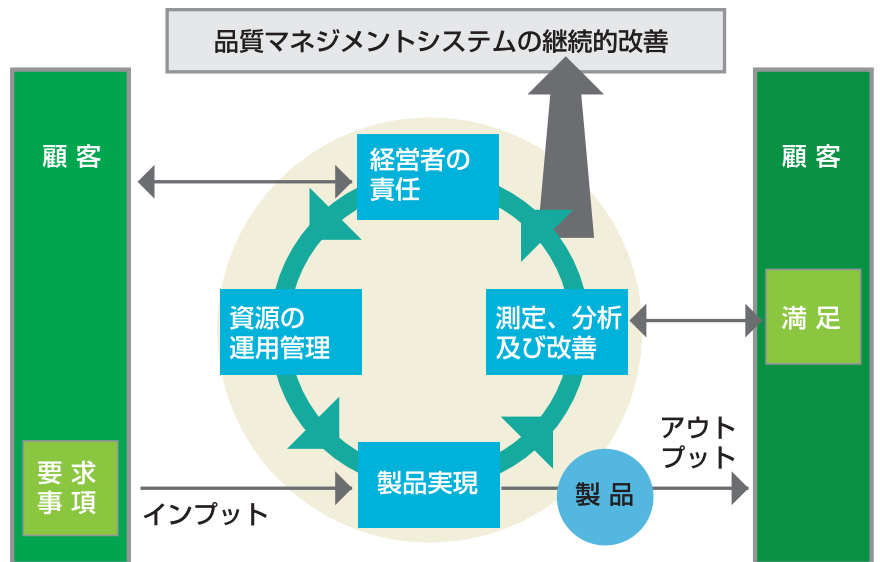 品質マネジメントシステムの継続的改善
顧客
顧客
経営者の
責任
資源の
運用管理
測定、分析
及び改善
満足
アウト
プット
要求
事項
インプット
製品実現
製品